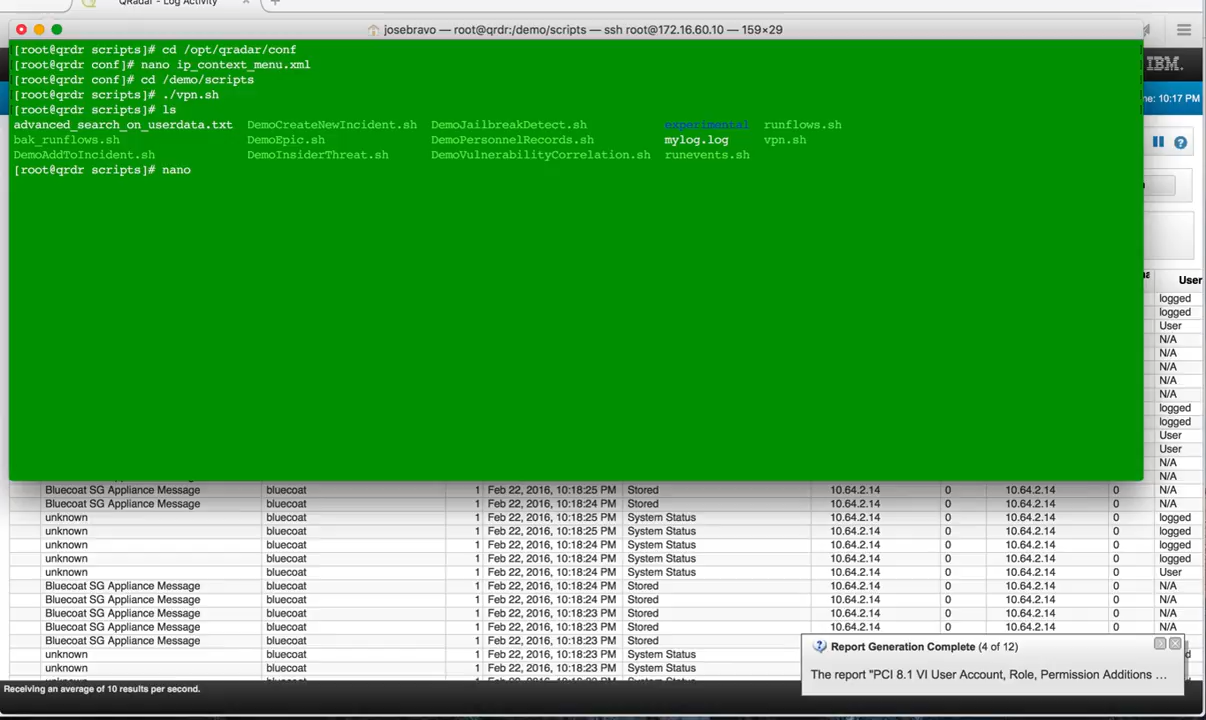 QRadar - Log Activity
josebravo — root@qrdr:/demo/scripts — ssh root@172.16.60.10 — 159×29
[root@qrdr scripts]# cd /opt/qradar/conf
[root@qrdr conf]# nano ip_context_menu.xml
[root@qrdr conf]# cd /demo/scripts
[root@qrdr scripts]# ./vpn.sh
[root@qrdr scripts]# ls
advanced_search_on_userdata.txt DemoCreateNewIncident.sh DemoJailbreakDetect.sh experimental runflows.sh
bak_runflows.sh DemoEpic.sh DemoPersonnelRecords.sh mylog.log vpn.sh
DemoAddToIncident.sh DemoInsiderThreat.sh DemoVulnerabilityCorrelation.sh runevents.sh
[root@qrdr scripts]# nano
IBM.
ne: 10:17 PM
User
logged
logged
User
N/A
N/A
N/A
N/A
N/A
logged
logged
User
User
N/A
N/A
Bluecoat SG Appliance Message bluecoat 1 Feb 22, 2016, 10:18:25 PM Stored 10.64.2.14 0 10.64.2.14 0 N/A
Bluecoat SG Appliance Message bluecoat 1 Feb 22, 2016, 10:18:24 PM Stored 10.64.2.14 0 10.64.2.14 0 N/A
unknown bluecoat 1 Feb 22, 2016, 10:18:25 PM System Status 10.64.2.14 0 10.64.2.14 0 logged
unknown bluecoat 1 Feb 22, 2016, 10:18:24 PM System Status 10.64.2.14 0 10.64.2.14 0 logged
unknown bluecoat 1 Feb 22, 2016, 10:18:24 PM System Status 10.64.2.14 0 10.64.2.14 0 logged
unknown bluecoat 1 Feb 22, 2016, 10:18:24 PM System Status 10.64.2.14 0 10.64.2.14 0 logged
unknown bluecoat 1 Feb 22, 2016, 10:18:24 PM System Status 10.64.2.14 0 10.64.2.14 0 User
Bluecoat SG Appliance Message bluecoat 1 Feb 22, 2016, 10:18:24 PM Stored 10.64.2.14 0 10.64.2.14 0 N/A
Bluecoat SG Appliance Message bluecoat 1 Feb 22, 2016, 10:18:24 PM Stored 10.64.2.14 0 10.64.2.14 0 N/A
Bluecoat SG Appliance Message bluecoat 1 Feb 22, 2016, 10:18:23 PM Stored 10.64.2.14 0 10.64.2.14 0 N/A
Bluecoat SG Appliance Message bluecoat 1 Feb 22, 2016, 10:18:23 PM Stored 10.64.2.14 0 10.64.2.14 0 N/A
Bluecoat SG Appliance Message bluecoat 1 Feb 22, 2016, 10:18:23 PM Stored
unknown bluecoat 1 Feb 22, 2016, 10:18:23 PM System Status
unknown bluecoat 1 Feb 22, 2016, 10:18:23 PM System Status
Report Generation Complete (4 of 12)
The report "PCI 8.1 VI User Account, Role, Permission Additions ...
Receiving an average of 10 results per second.